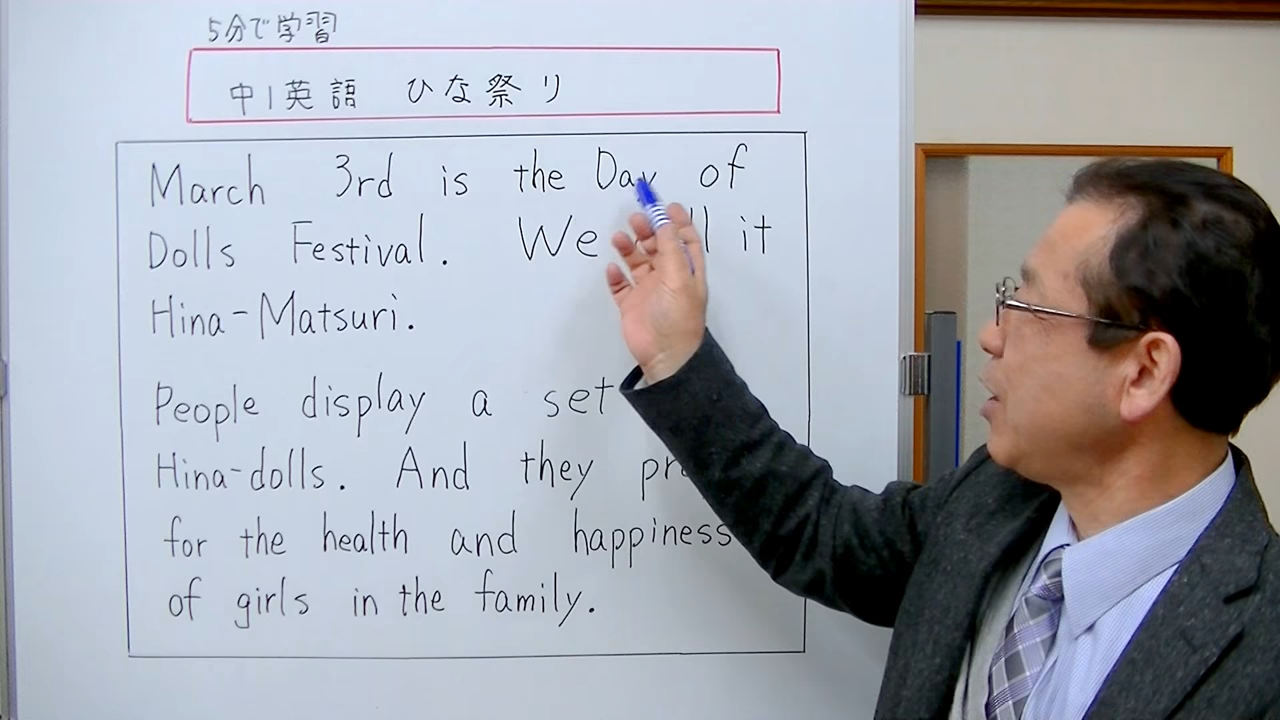 5分で学習
中1英語 ひな祭り
March 3rd is the Day of
Dolls Festival. We it
Hina-Matsuri.
People display a set
Hina-dolls. And they
for the health and happiness
of girls in the family.